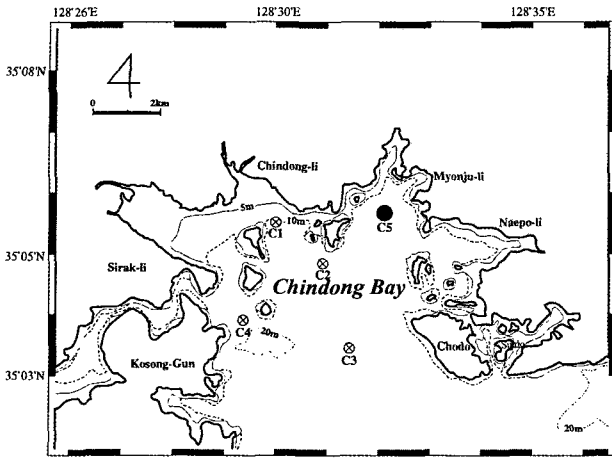 128°26'E 128°30'E 128°35'E
35°08'N
0 2km
Chindong-li
Myonju-li
5m
10m
C1
C5
Naepo-li
35°05'N
Sirak-li
C2
Chindong Bay
C4
20m
C3
Chodo
Kosong-Gun
35°03'N
20m